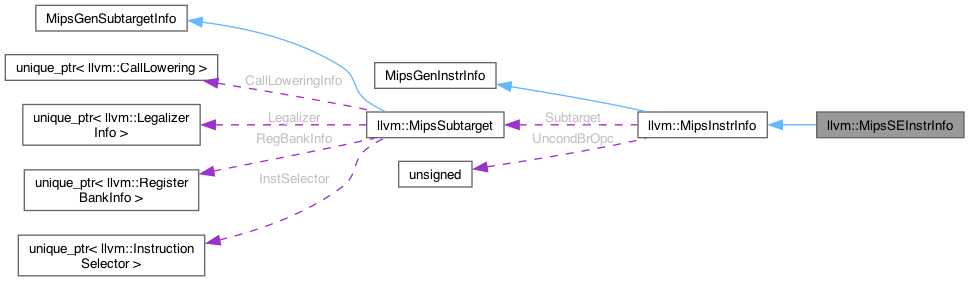 MipsGenSubtargetInfo
unique_ptr< llvm::CallLowering >
CallLoweringInfo
MipsGenInstrInfo
unique_ptr< llvm::Legalizer
Info >
Legalizer
llvm::MipsSubtarget
Subtarget
llvm::MipsInstrInfo
llvm::MipsSEInstrInfo
RegBankInfo
UncondBrOpc
unsigned
unique_ptr< llvm::Register
BankInfo >
InstSelector
unique_ptr< llvm::Instruction
Selector >